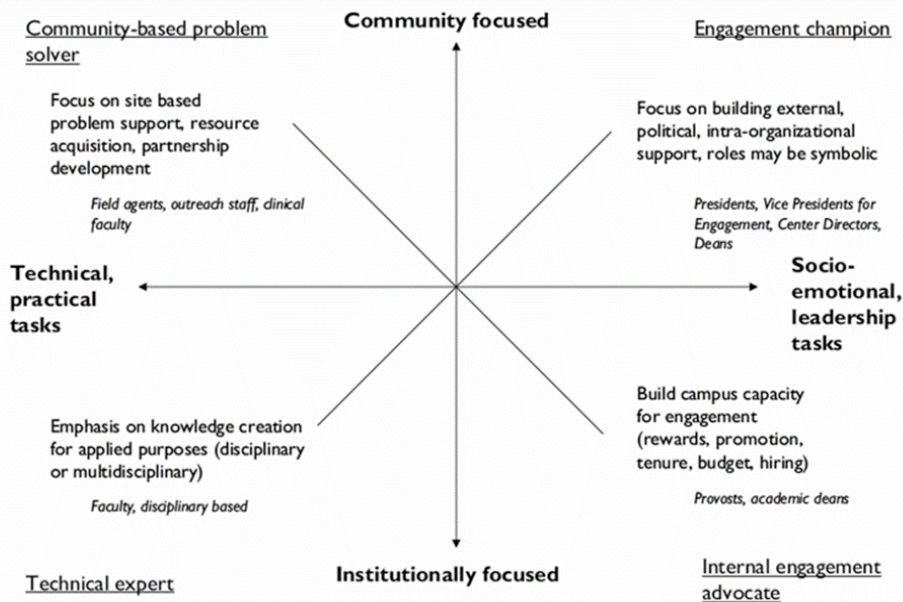 Community-based problem
solver
Community focused
Engagement champion
Focus on site based
problem support, resource
acquisition, partnership
development
Field agents, outreach staff, clinical
faculty
Focus on building external,
political, intra-organizational
support, roles may be symbolic
Presidents, Vice Presidents for
Engagement, Center Directors,
Deans
Technical,
practical
tasks
Socio-
emotional,
leadership
tasks
Emphasis on knowledge creation
for applied purposes (disciplinary
or multidisciplinary)
Faculty, disciplinary based
Build campus capacity
for engagement
(rewards, promotion,
tenure, budget, hiring)
Provosts, academic deans
Technical expert
Institutionally focused
Internal engagement
advocate